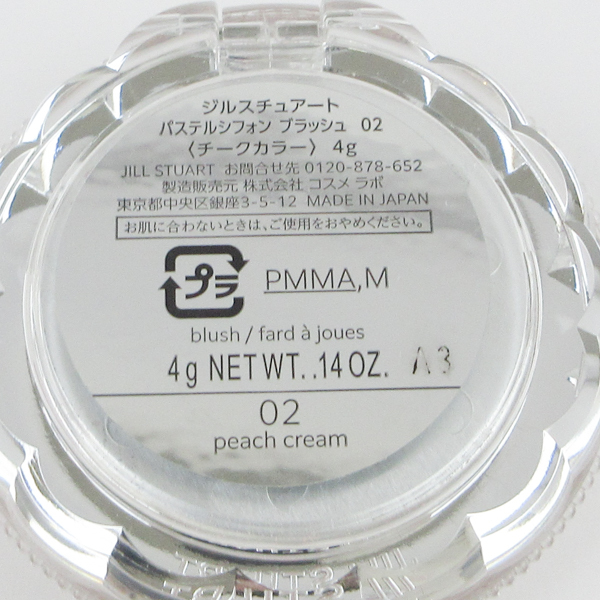 ジルスチュアート
パステルシフォン ブラッシュ 02
〈チークカラー〉 4g
JILL STUART お問合せ先 0120-878-652
製造販売元 株式会社 コスメ ラボ
東京都中央区銀座3-5-12 MADE IN JAPAN
お肌に合わないときは、ご使用をおやめください。
プラ PMMA,M
blush / fard à joues
4g NET WT. .14 OZ. A3
02
peach cream